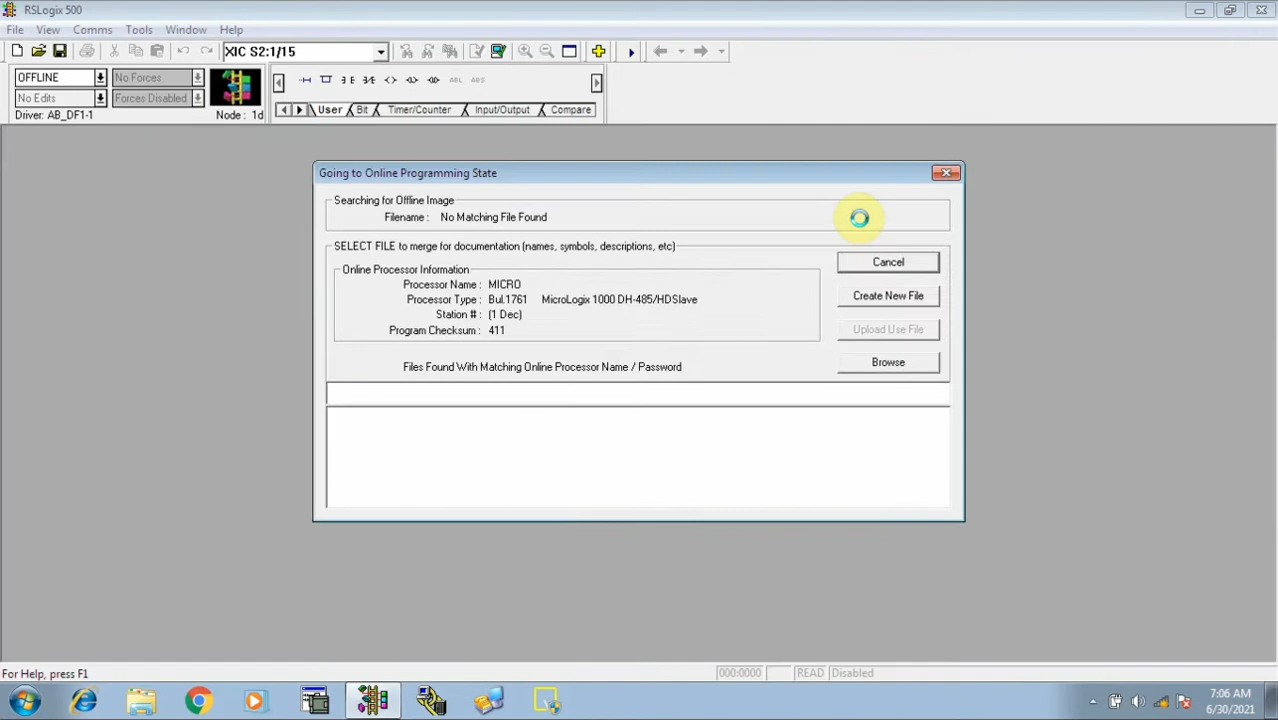 RSLogix 500
File View Comms Tools Window Help
XIC S2:1/15
OFFLINE No Forces
No Edits Forces Disabled
Driver: AB_DF1-1 Node : 1d
ABL ABS
User Bit Timer/Counter Input/Output Compare
Going to Online Programming State
Searching for Offline Image
Filename : No Matching File Found
SELECT FILE to merge for documentation (names, symbols, descriptions, etc)
Cancel
Online Processor Information
Processor Name : MICRO
Create New File
Processor Type : Bul.1761 MicroLogix 1000 DH-485/HDSlave
Station # : (1 Dec)
Program Checksum : 411
Upload Use File
Browse
Files Found With Matching Online Processor Name / Password
For Help, press F1
000:0000 READ Disabled
7:06 AM
6/30/2021